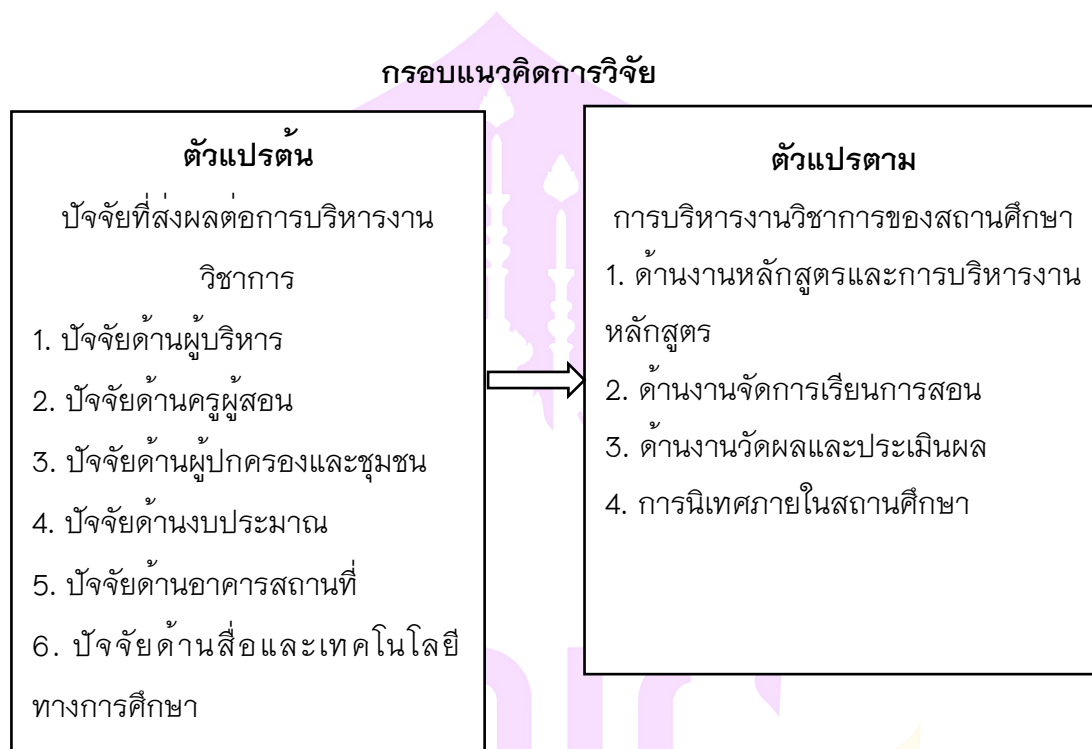 กรอบแนวคิดการวิจัย
ตัวแปรต้น
ปัจจัยที่ส่งผลต่อการบริหารงาน
วิชาการ
1. ปัจจัยด้านผู้บริหาร
2. ปัจจัยด้านครูผู้สอน
3. ปัจจัยด้านผู้ปกครองและชุมชน
4. ปัจจัยด้านงบประมาณ
5. ปัจจัยด้านอาคารสถานที่
6. ปัจจัยด้านสื่อและเทคโนโลยี
ทางการศึกษา
ตัวแปรตาม
การบริหารงานวิชาการของสถานศึกษา
1. ด้านงานหลักสูตรและการบริหารงาน
หลักสูตร
2. ด้านงานจัดการเรียนการสอน
3. ด้านงานวัดผลและประเมินผล
4. การนิเทศภายในสถานศึกษา